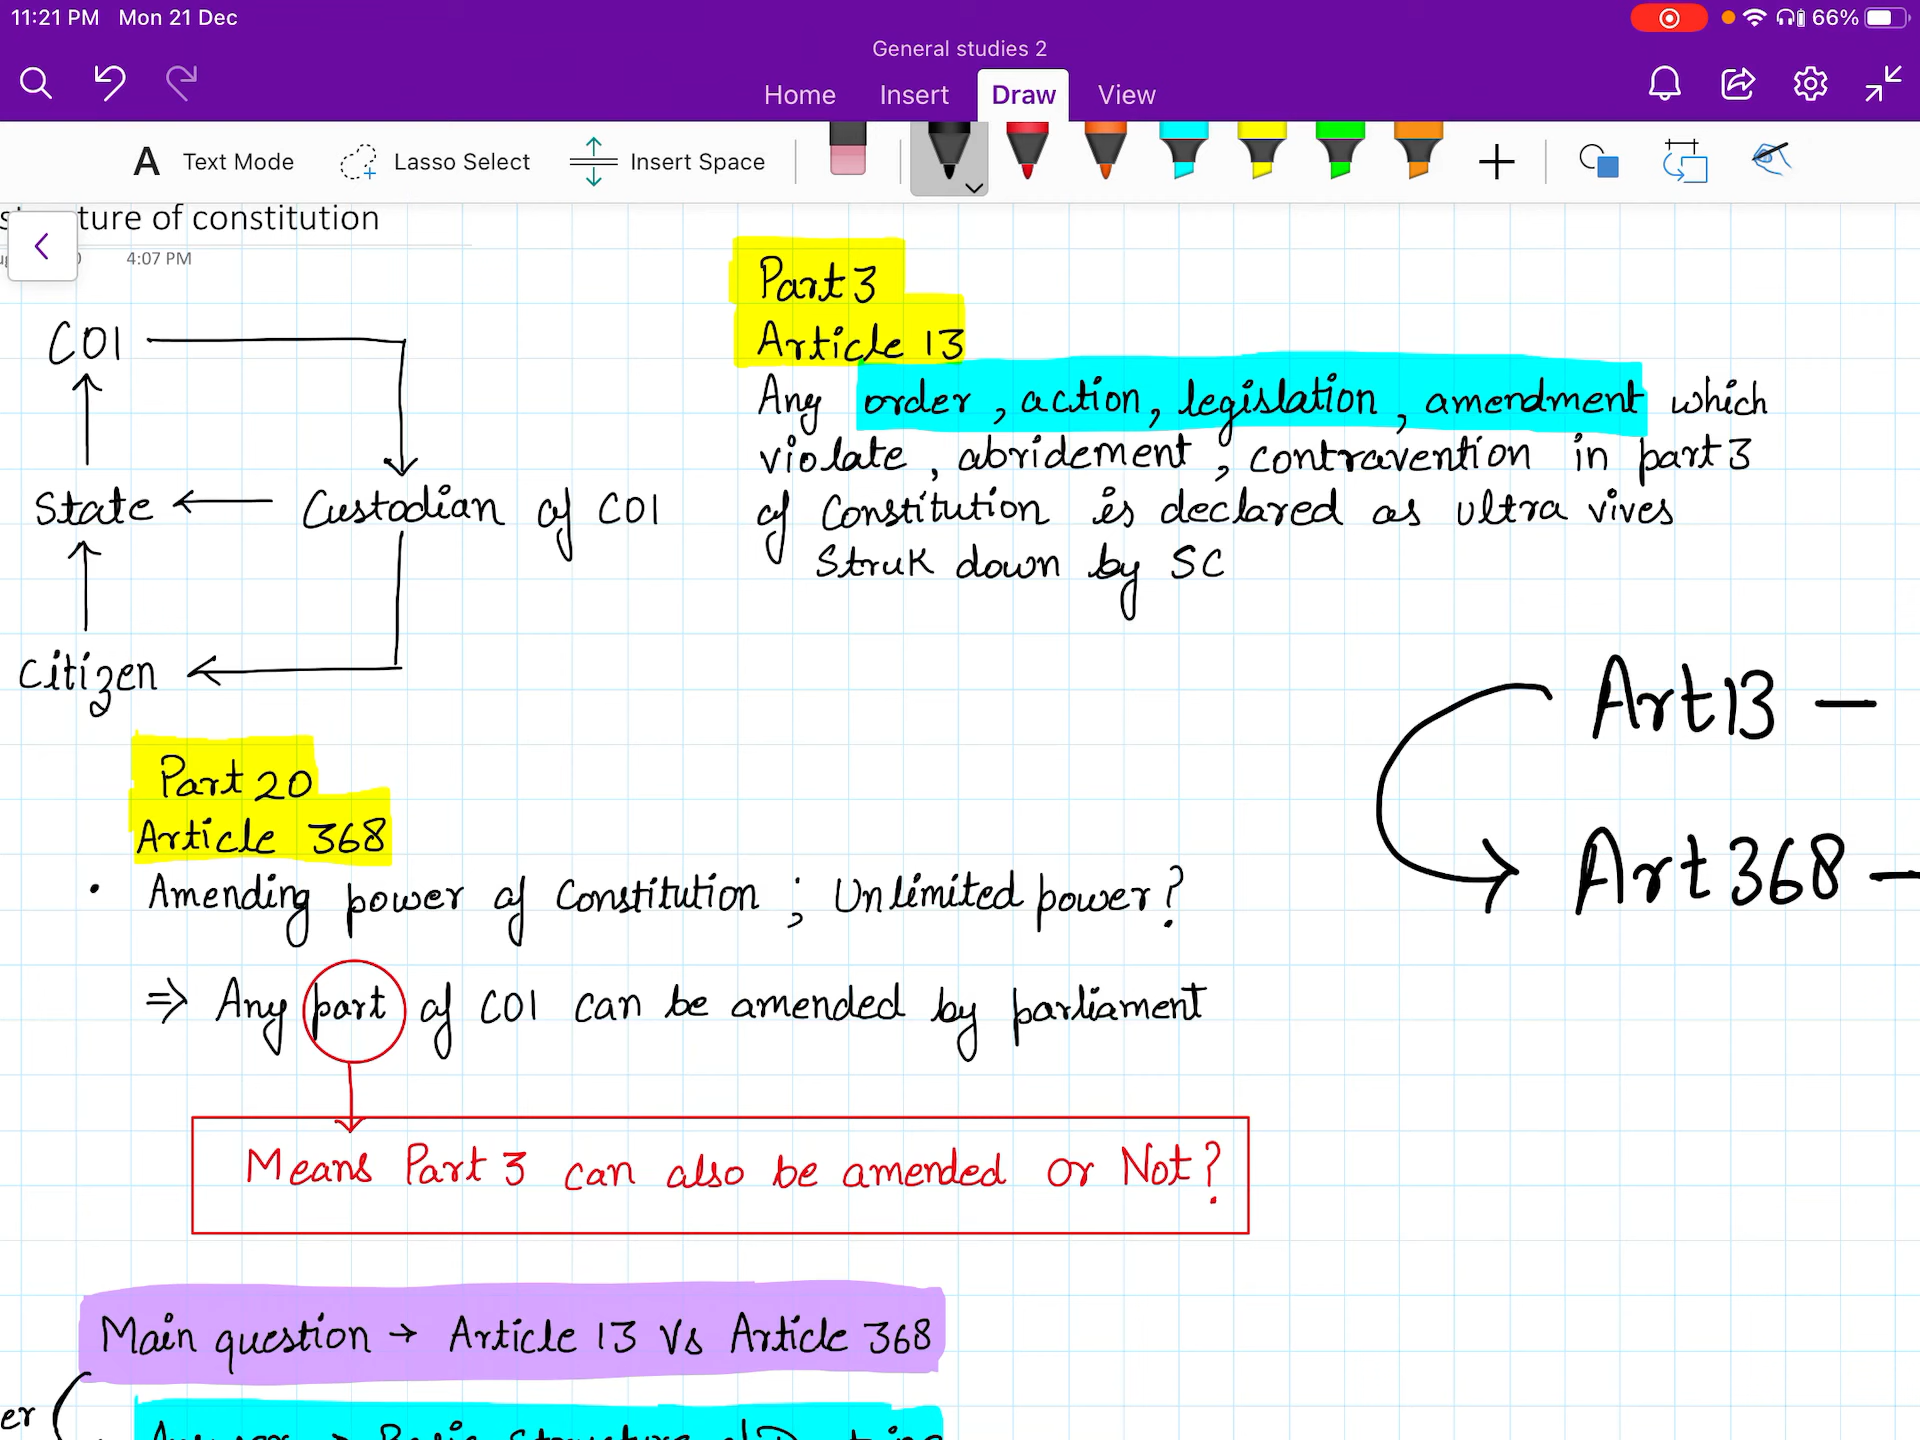 11:21 PM Mon 21 Dec
66%
General studies 2
Home Insert Draw View
A Text Mode Lasso Select Insert Space
ture of constitution
4:07 PM
Part 3
Article 13
Any order, action, legislation, amendment which
violate, abridement, contravention in part 3
of Constitution is declared as ultra vives
Struk down by SC
COI
State Custodian of COI
Citizen
Art 13 —
Art 368 —
Part 20
Article 368
• Amending power of Constitution ; Unlimited power?
⇒ Any part of COI can be amended by parliament
Means Part 3 can also be amended or Not?
Main question → Article 13 Vs Article 368
er